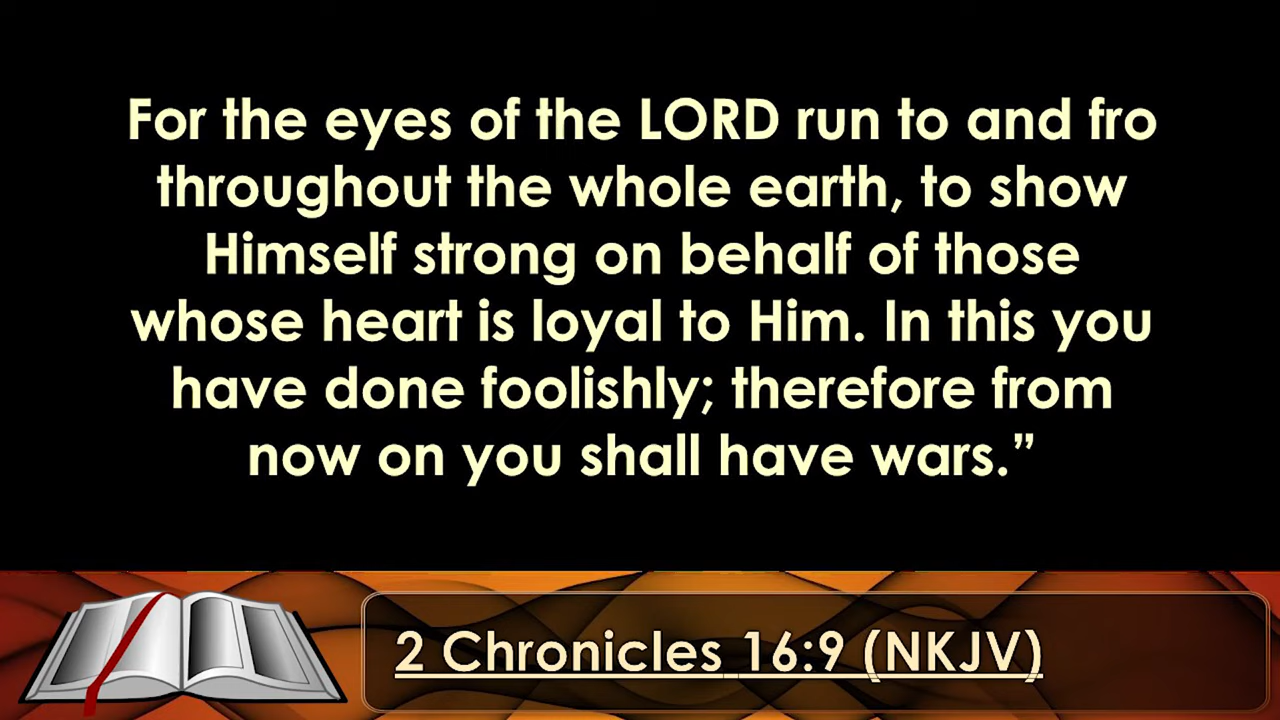 For the eyes of the LORD run to and fro
throughout the whole earth, to show
Himself strong on behalf of those
whose heart is loyal to Him. In this you
have done foolishly; therefore from
now on you shall have wars.”
2 Chronicles 16:9 (NKJV)